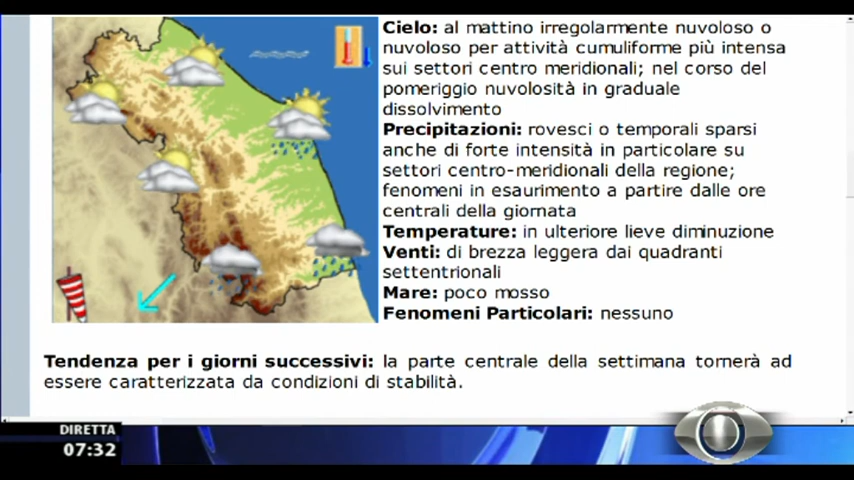 Cielo: al mattino irregolarmente nuvoloso o
nuvoloso per attività cumuliforme più intensa
sui settori centro meridionali; nel corso del
pomeriggio nuvolosità in graduale
dissolvimento
Precipitazioni: rovesci o temporali sparsi
anche di forte intensità in particolare su
settori centro-meridionali della regione;
fenomeni in esaurimento a partire dalle ore
centrali della giornata
Temperature: in ulteriore lieve diminuzione
Venti: di brezza leggera dai quadranti
settentrionali
Mare: poco mosso
Fenomeni Particolari: nessuno
Tendenza per i giorni successivi: la parte centrale della settimana tornerà ad
essere caratterizzata da condizioni di stabilità.
DIRETTA
07:32